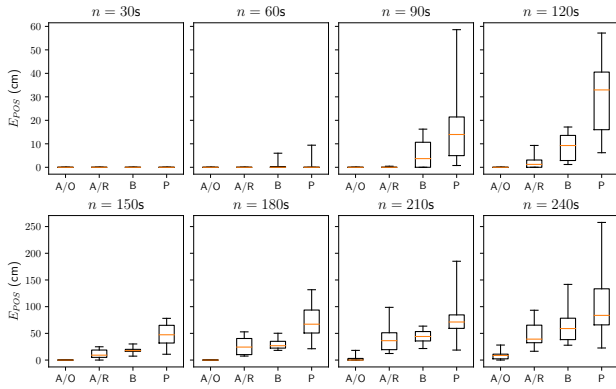 n = 30s n = 60s n = 90s n = 120s
60
50
40
30
20
10
0
E_POS (cm)
A/O A/R B P A/O A/R B P A/O A/R B P A/O A/R B P
n = 150s n = 180s n = 210s n = 240s
250
200
150
100
50
0
E_POS (cm)
A/O A/R B P A/O A/R B P A/O A/R B P A/O A/R B P